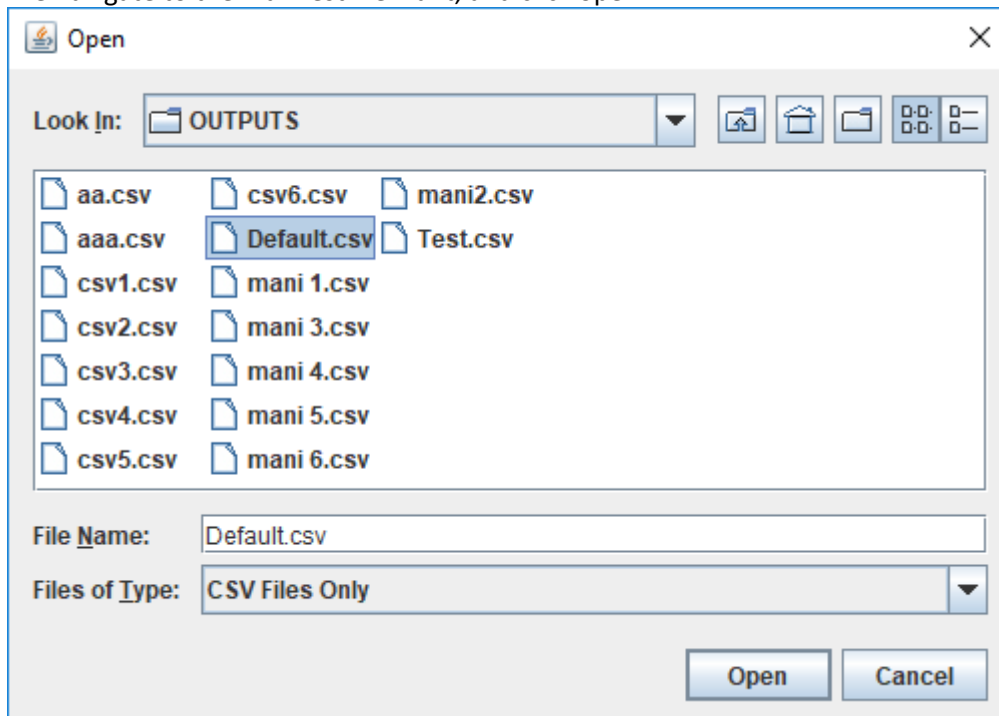 Open
Look In: OUTPUTS
aa.csv csv6.csv mani2.csv
aaa.csv Default.csv Test.csv
csv1.csv mani 1.csv
csv2.csv mani 3.csv
csv3.csv mani 4.csv
csv4.csv mani 5.csv
csv5.csv mani 6.csv
File Name: Default.csv
Files of Type: CSV Files Only
Open Cancel